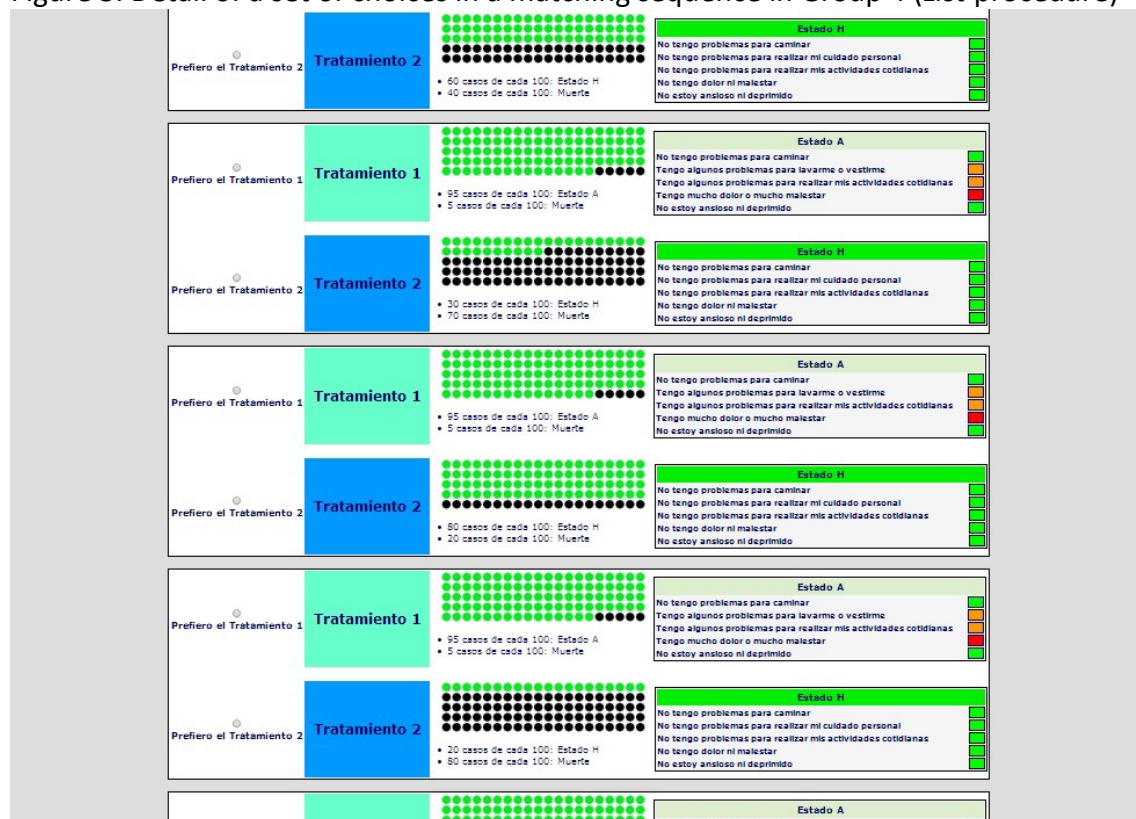 Figure 3: Detail of a set of choices in a matching sequence in Group 4 (List procedure)
Estado H
No tengo problemas para caminar
No tengo problemas para realizar mi cuidado personal
No tengo problemas para realizar mis actividades cotidianas
No tengo dolor ni malestar
No estoy ansioso ni deprimido
Prefiero el Tratamiento 2
Tratamiento 2
• 60 casos de cada 100: Estado H
• 40 casos de cada 100: Muerte
Prefiero el Tratamiento 1
Tratamiento 1
• 95 casos de cada 100: Estado A
• 5 casos de cada 100: Muerte
Estado A
No tengo problemas para caminar
Tengo algunos problemas para lavarme o vestirme
Tengo algunos problemas para realizar mis actividades cotidianas
Tengo mucho dolor o mucho malestar
No estoy ansioso ni deprimido
Prefiero el Tratamiento 2
Tratamiento 2
• 30 casos de cada 100: Estado H
• 70 casos de cada 100: Muerte
Estado H
No tengo problemas para caminar
No tengo problemas para realizar mi cuidado personal
No tengo problemas para realizar mis actividades cotidianas
No tengo dolor ni malestar
No estoy ansioso ni deprimido
Prefiero el Tratamiento 1
Tratamiento 1
• 95 casos de cada 100: Estado A
• 5 casos de cada 100: Muerte
Estado A
No tengo problemas para caminar
Tengo algunos problemas para lavarme o vestirme
Tengo algunos problemas para realizar mis actividades cotidianas
Tengo mucho dolor o mucho malestar
No estoy ansioso ni deprimido
Prefiero el Tratamiento 2
Tratamiento 2
• 80 casos de cada 100: Estado H
• 20 casos de cada 100: Muerte
Estado H
No tengo problemas para caminar
No tengo problemas para realizar mi cuidado personal
No tengo problemas para realizar mis actividades cotidianas
No tengo dolor ni malestar
No estoy ansioso ni deprimido
Prefiero el Tratamiento 1
Tratamiento 1
• 95 casos de cada 100: Estado A
• 5 casos de cada 100: Muerte
Estado A
No tengo problemas para caminar
Tengo algunos problemas para lavarme o vestirme
Tengo algunos problemas para realizar mis actividades cotidianas
Tengo mucho dolor o mucho malestar
No estoy ansioso ni deprimido
Prefiero el Tratamiento 2
Tratamiento 2
• 20 casos de cada 100: Estado H
• 80 casos de cada 100: Muerte
Estado H
No tengo problemas para caminar
No tengo problemas para realizar mi cuidado personal
No tengo problemas para realizar mis actividades cotidianas
No tengo dolor ni malestar
No estoy ansioso ni deprimido
Estado A